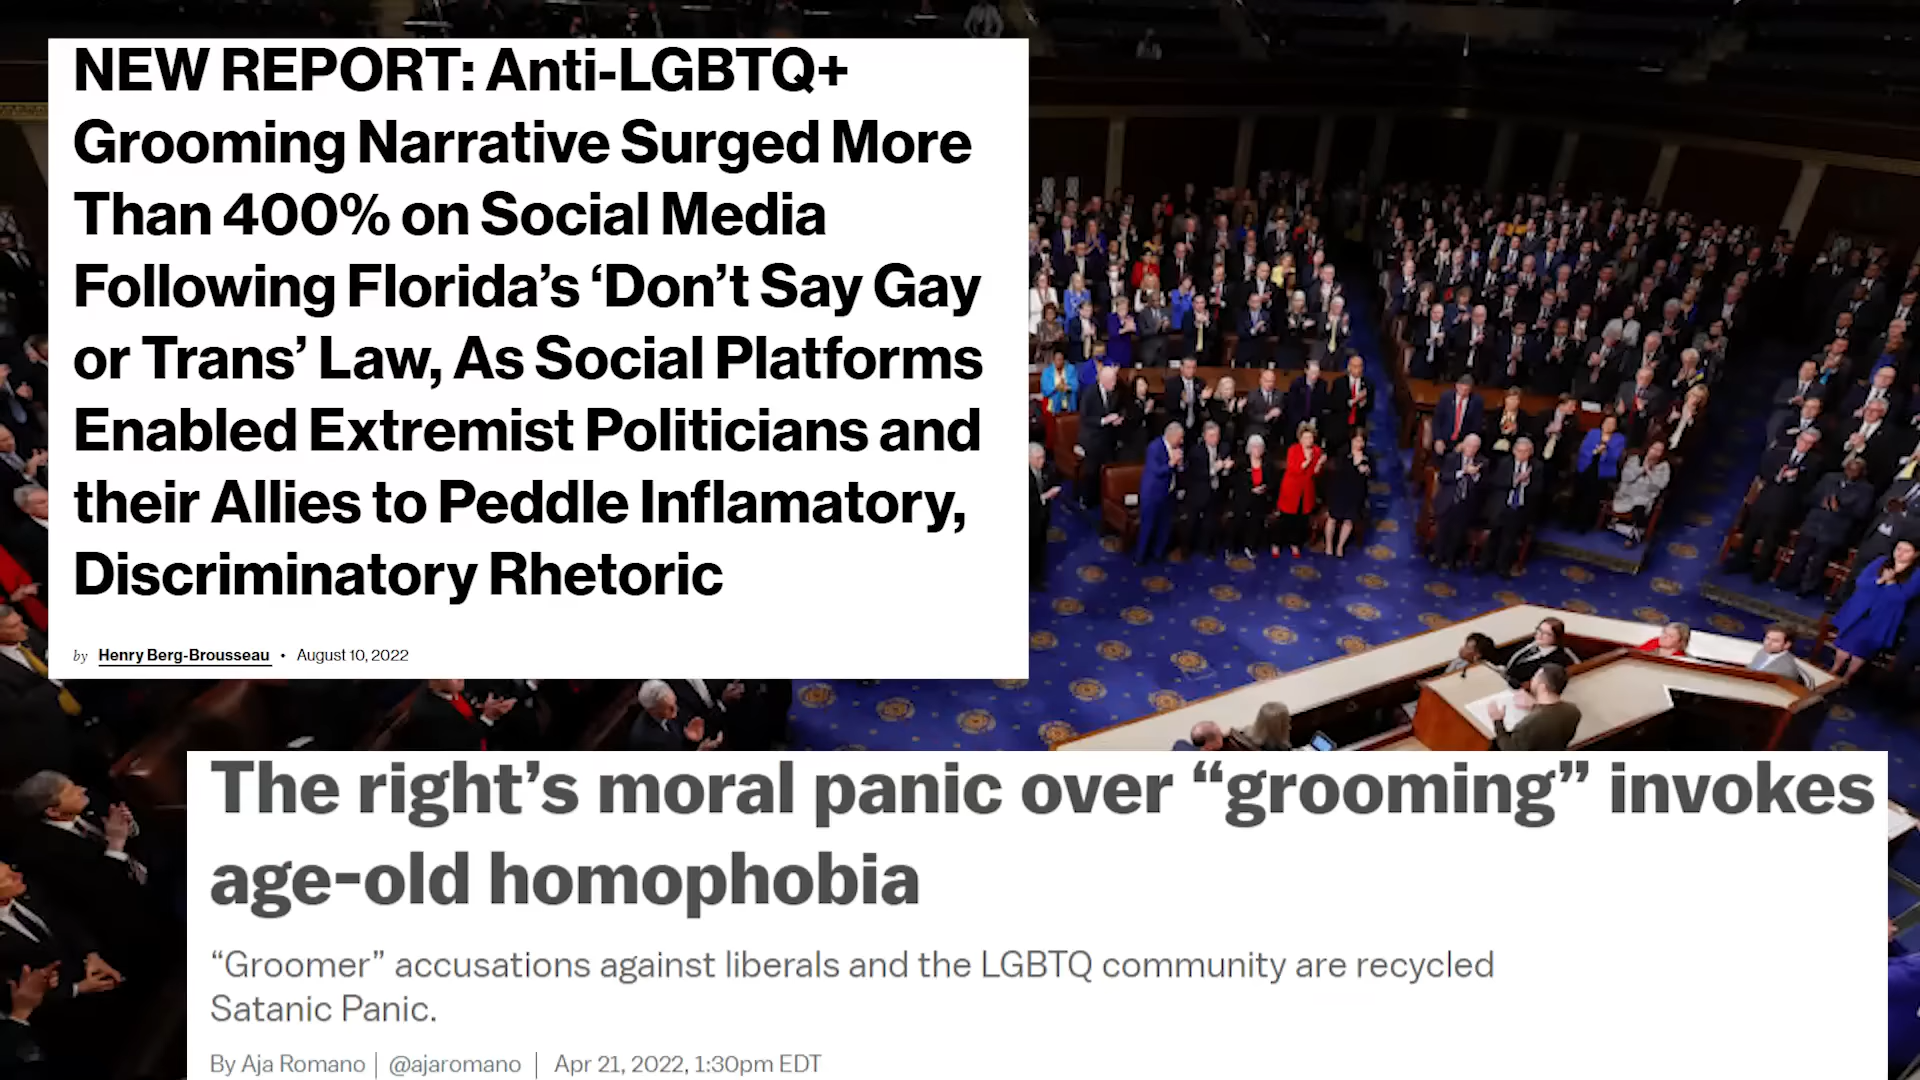 NEW REPORT: Anti-LGBTQ+
Grooming Narrative Surged More
Than 400% on Social Media
Following Florida’s ‘Don’t Say Gay
or Trans’ Law, As Social Platforms
Enabled Extremist Politicians and
their Allies to Peddle Inflamatory,
Discriminatory Rhetoric
by Henry Berg-Brousseau • August 10, 2022
The right’s moral panic over “grooming” invokes
age-old homophobia
“Groomer” accusations against liberals and the LGBTQ community are recycled
Satanic Panic.
By Aja Romano | @ajaromano | Apr 21, 2022, 1:30pm EDT